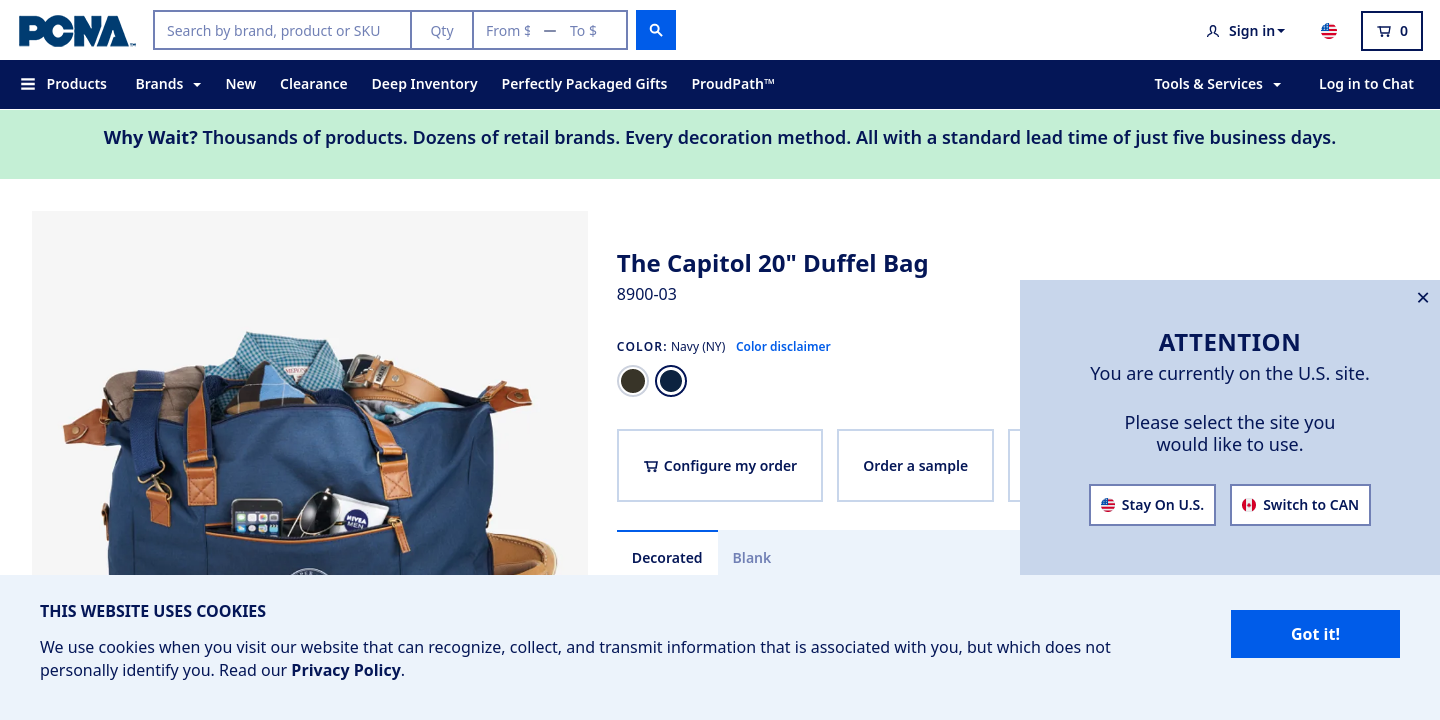 PCNA
Search by brand, product or SKU
Qty
From $ — To $
Sign in
0
Products
Brands
New
Clearance
Deep Inventory
Perfectly Packaged Gifts
ProudPath™
Tools & Services
Log in to Chat
Why Wait? Thousands of products. Dozens of retail brands. Every decoration method. All with a standard lead time of just five business days.
The Capitol 20" Duffel Bag
8900-03
COLOR: Navy (NY) Color disclaimer
Configure my order
Order a sample
Decorated
Blank
NIVEA
MEN
ATTENTION
You are currently on the U.S. site.
Please select the site you
would like to use.
Stay On U.S.
Switch to CAN
THIS WEBSITE USES COOKIES
We use cookies when you visit our website that can recognize, collect, and transmit information that is associated with you, but which does not
personally identify you. Read our Privacy Policy.
Got it!